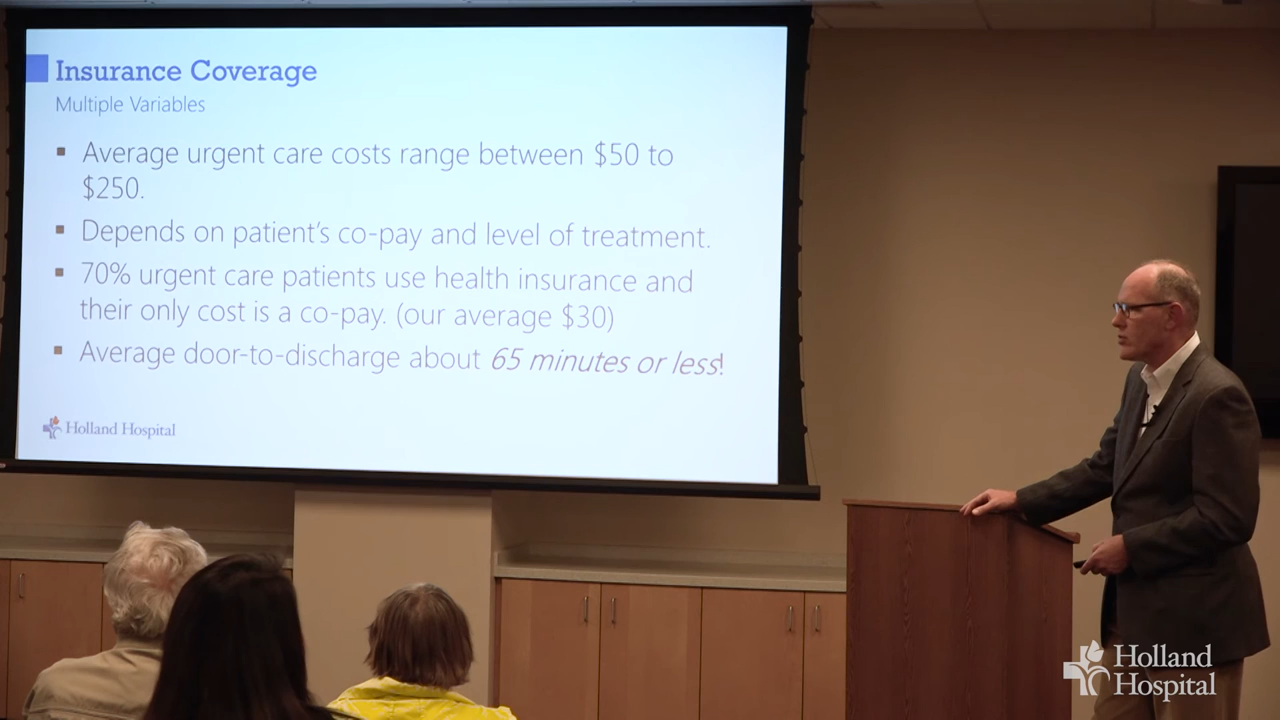 Insurance Coverage
Multiple Variables
Average urgent care costs range between $50 to
$250.
Depends on patient's co-pay and level of treatment.
70% urgent care patients use health insurance and
their only cost is a co-pay. (our average $30)
Average door-to-discharge about 65 minutes or less!
Holland Hospital
Holland
Hospital